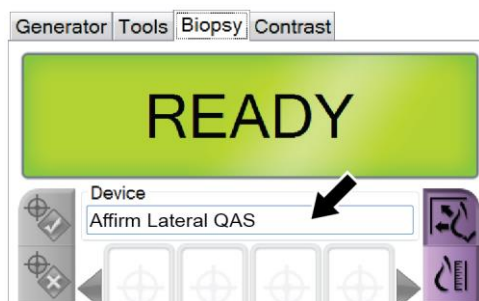 Generator Tools Biopsy Contrast
READY
Device
Affirm Lateral QAS